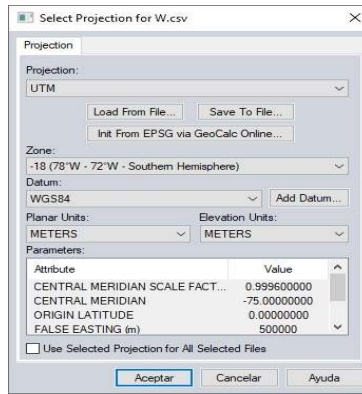 Select Projection for W.csv
Projection
Projection:
UTM
Load From File... Save To File...
Init From EPSG via GeoCalc Online...
Zone:
-18 (78°W - 72°W - Southern Hemisphere)
Datum:
WGS84 Add Datum...
Planar Units: Elevation Units:
METERS METERS
Parameters:
Attribute Value
CENTRAL MERIDIAN SCALE FACT... 0.999600000
CENTRAL MERIDIAN -75.00000000
ORIGIN LATITUDE 0.00000000
FALSE EASTING (m) 500000
Use Selected Projection for All Selected Files
Aceptar Cancelar Ayuda